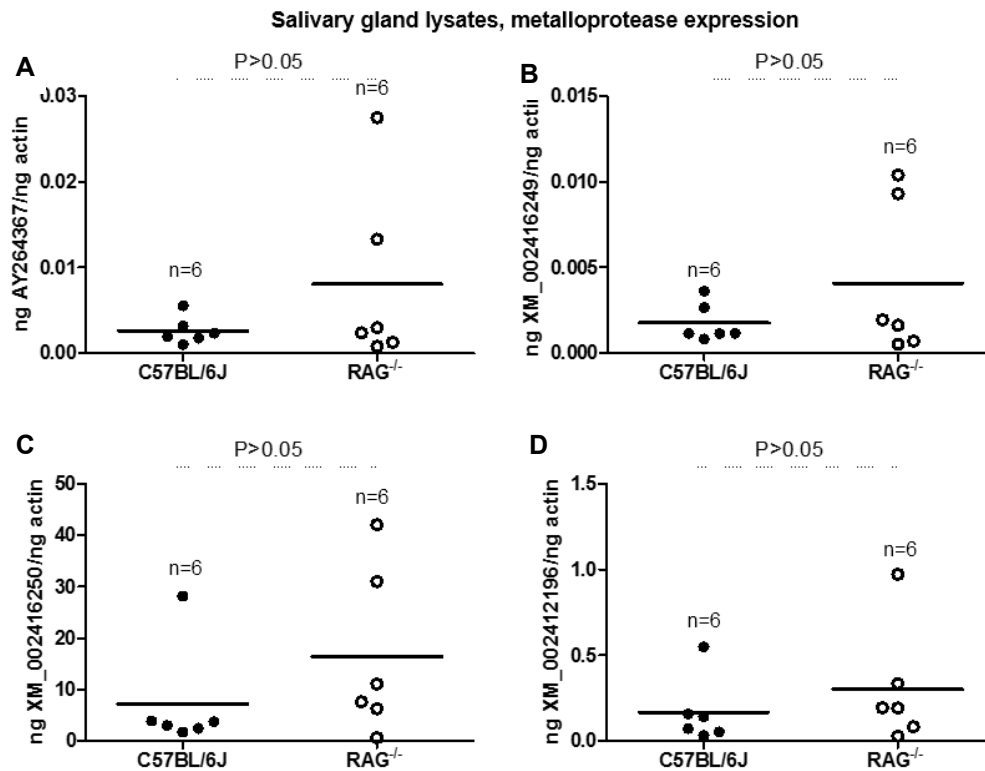 Salivary gland lysates, metalloprotease expression
A
P>0.05
ng AY264367/ng actin
0.03
0.02
0.01
0.00
n=6
n=6
C57BL/6J
RAG-/-
B
P>0.05
ng XM_002416249/ng actin
0.015
0.010
0.005
0.000
n=6
n=6
C57BL/6J
RAG-/-
C
P>0.05
ng XM_002416250/ng actin
50
40
30
20
10
0
n=6
n=6
C57BL/6J
RAG-/-
D
P>0.05
ng XM_002412196/ng actin
1.5
1.0
0.5
0.0
n=6
n=6
C57BL/6J
RAG-/-